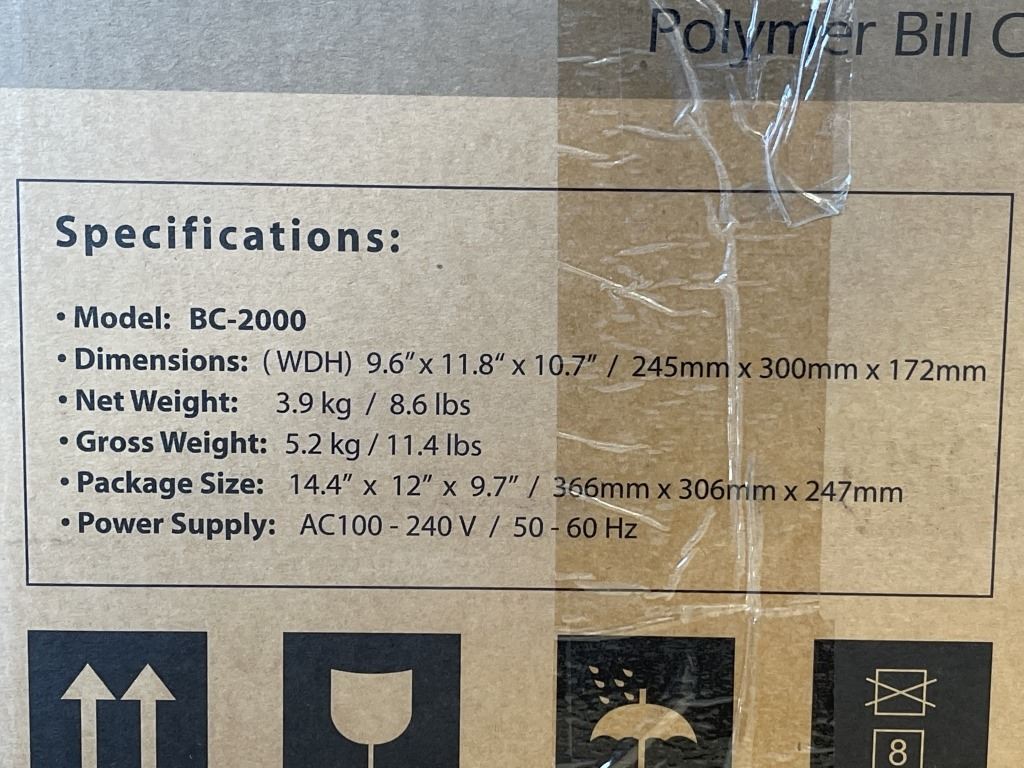 Polymer Bill C
Specifications:
• Model: BC-2000
• Dimensions: (WDH) 9.6” x 11.8“ x 10.7” / 245mm x 300mm x 172mm
• Net Weight: 3.9 kg / 8.6 lbs
• Gross Weight: 5.2 kg / 11.4 lbs
• Package Size: 14.4” x 12” x 9.7” / 366mm x 306mm x 247mm
• Power Supply: AC100 - 240 V / 50 - 60 Hz
8